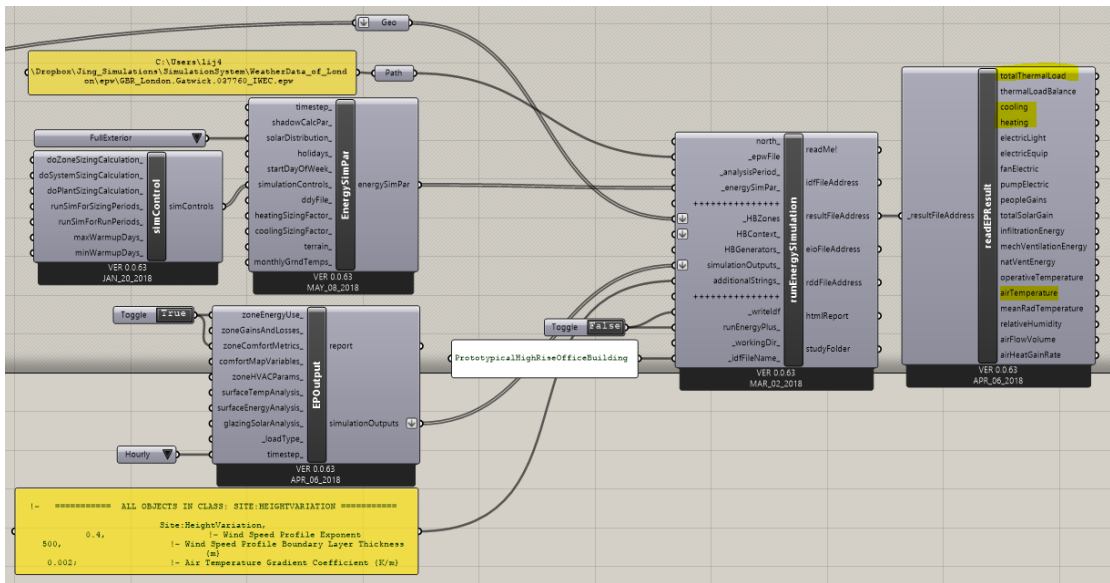 Geo
C:\Users\lij4
\Dropbox\Jing_Simulations\SimulationSystem\WeatherData_of_Lond
on\epw\GBR_London.Gatwick.037760_IWEC.epw
Path
FullExterior
doZoneSizingCalculation_
doSystemSizingCalculation_
doPlantSizingCalculation_
runSimForSizingPeriods_
runSimForRunPeriods_
maxWarmupDays_
minWarmupDays_
simControl
simControls
VER 0.0.63
JAN_20_2018
timestep_
shadowCalcPar_
solarDistribution_
holidays_
startDayOfWeek_
simulationControls_
ddyFile_
heatingSizingFactor_
coolingSizingFactor_
terrain_
monthlyGrndTemps_
EnergySimPar
energySimPar
VER 0.0.63
MAY_08_2018
Toggle True
zoneEnergyUse_
zoneGainsAndLosses_
zoneComfortMetrics_
comfortMapVariables_
zoneHVACParams_
surfaceTempAnalysis_
surfaceEnergyAnalysis_
glazingSolarAnalysis_
_loadType_
timestep_
EPOutput
report
simulationOutputs
VER 0.0.63
APR_06_2018
Hourly
!- =========== ALL OBJECTS IN CLASS: SITE:HEIGHTVARIATION ===========
Site:HeightVariation,
0.4, !- Wind Speed Profile Exponent
500, !- Wind Speed Profile Boundary Layer Thickness
{m}
0.002; !- Air Temperature Gradient Coefficient {K/m}
Toggle False
PrototypicalHighRiseOfficeBuilding
north_
_epwFile
_analysisPeriod_
_energySimPar_
+++++++++++++++
_HBZones
HBContext_
HBGenerators_
simulationOutputs_
additionalStrings_
+++++++++++++++
_writeIdf
runEnergyPlus_
_workingDir_
_idfFileName_
runEnergySimulation
readMe!
idfFileAddress
resultFileAddress
eioFileAddress
rddFileAddress
htmlReport
studyFolder
VER 0.0.63
MAR_02_2018
_resultFileAddress
readEPResult
totalThermalLoad
thermalLoadBalance
cooling
heating
electricLight
electricEquip
fanElectric
pumpElectric
peopleGains
totalSolarGain
infiltrationEnergy
mechVentilationEnergy
natVentEnergy
operativeTemperature
airTemperature
meanRadTemperature
relativeHumidity
airFlowVolume
airHeatGainRate
VER 0.0.63
APR_06_2018